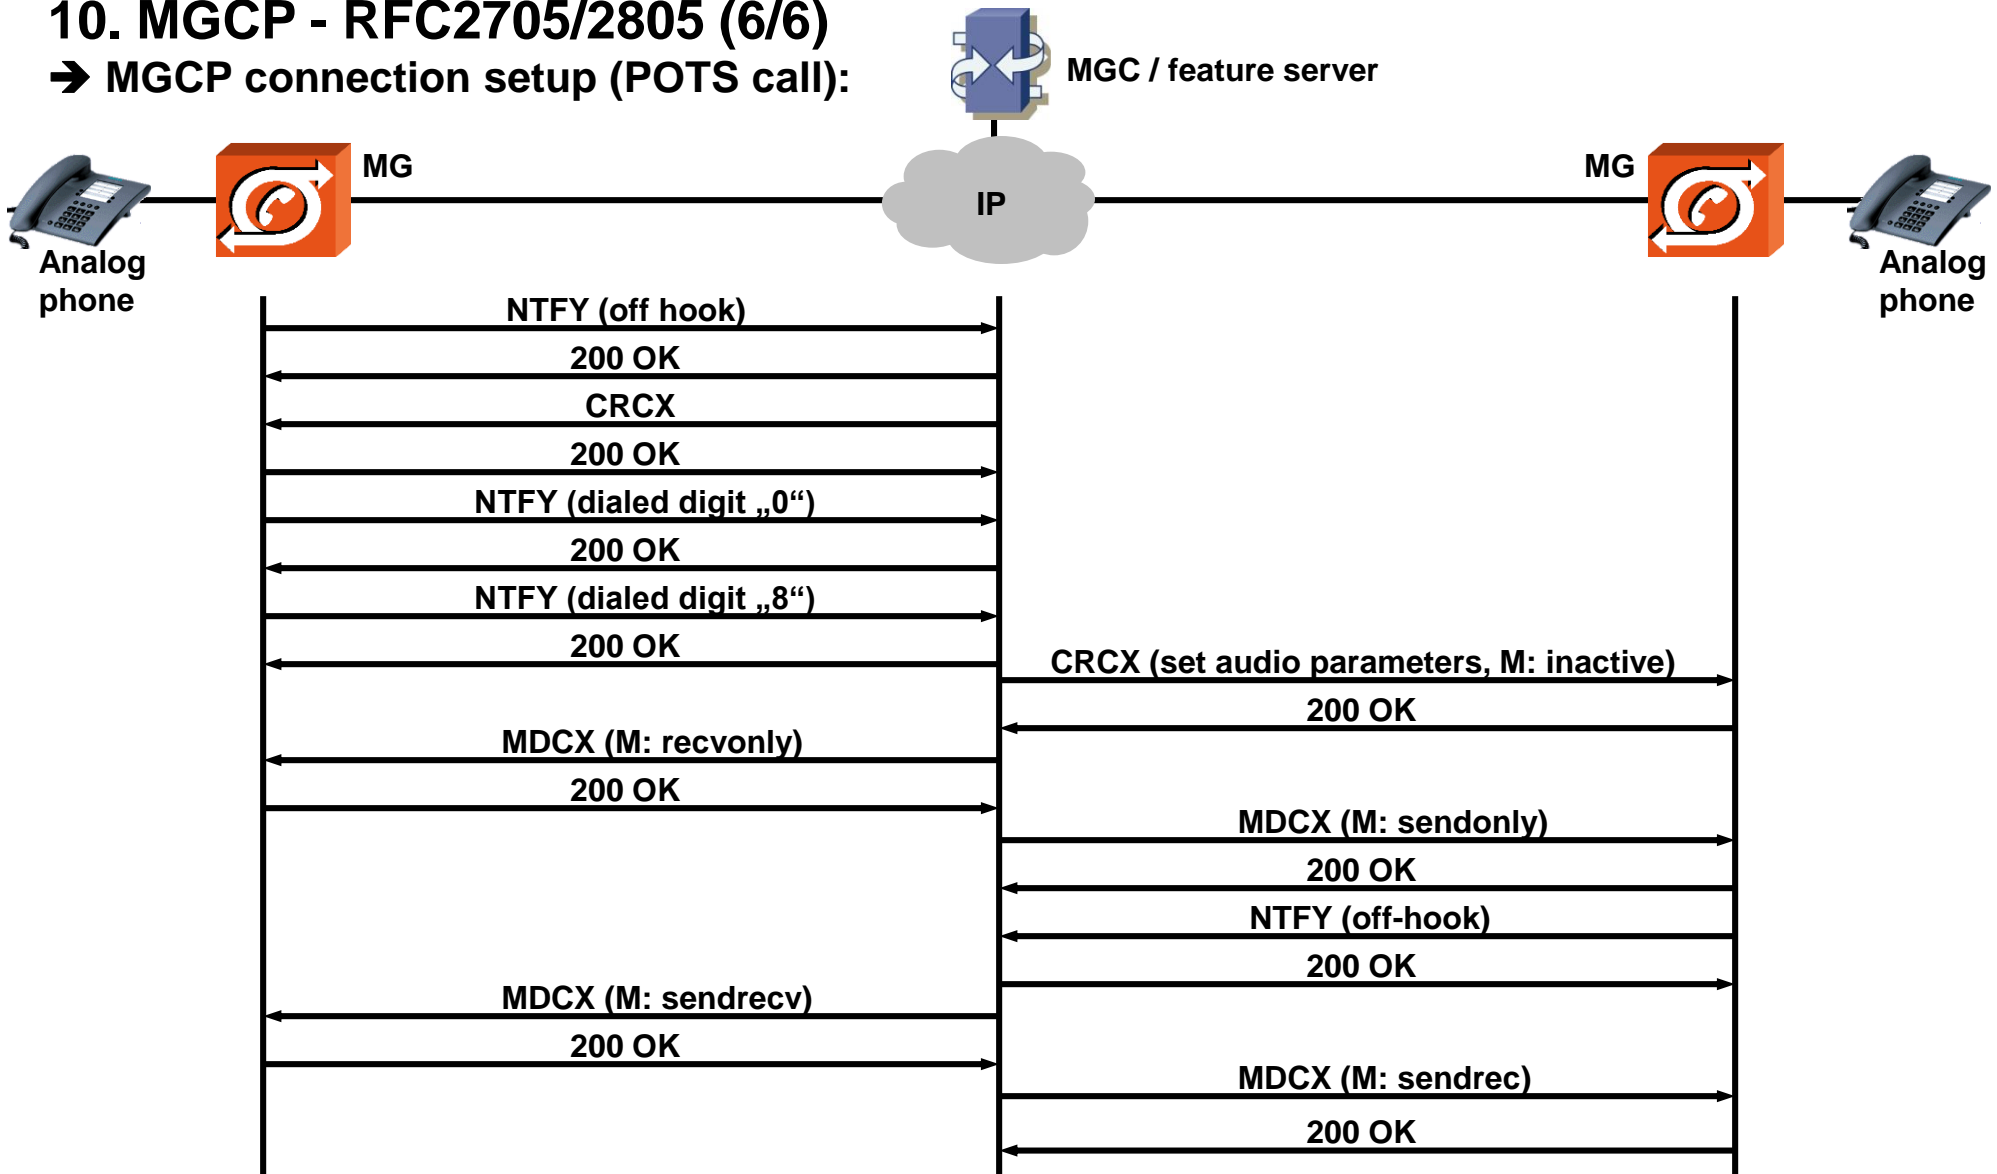 10. MGCP - RFC2705/2805 (6/6)
➔ MGCP connection setup (POTS call):
MGC / feature server
MG
MG
IP
Analog
phone
Analog
phone
NTFY (off hook)
200 OK
CRCX
200 OK
NTFY (dialed digit „0“)
200 OK
NTFY (dialed digit „8“)
200 OK
CRCX (set audio parameters, M: inactive)
200 OK
MDCX (M: recvonly)
200 OK
MDCX (M: sendonly)
200 OK
NTFY (off-hook)
200 OK
MDCX (M: sendrecv)
200 OK
MDCX (M: sendrec)
200 OK